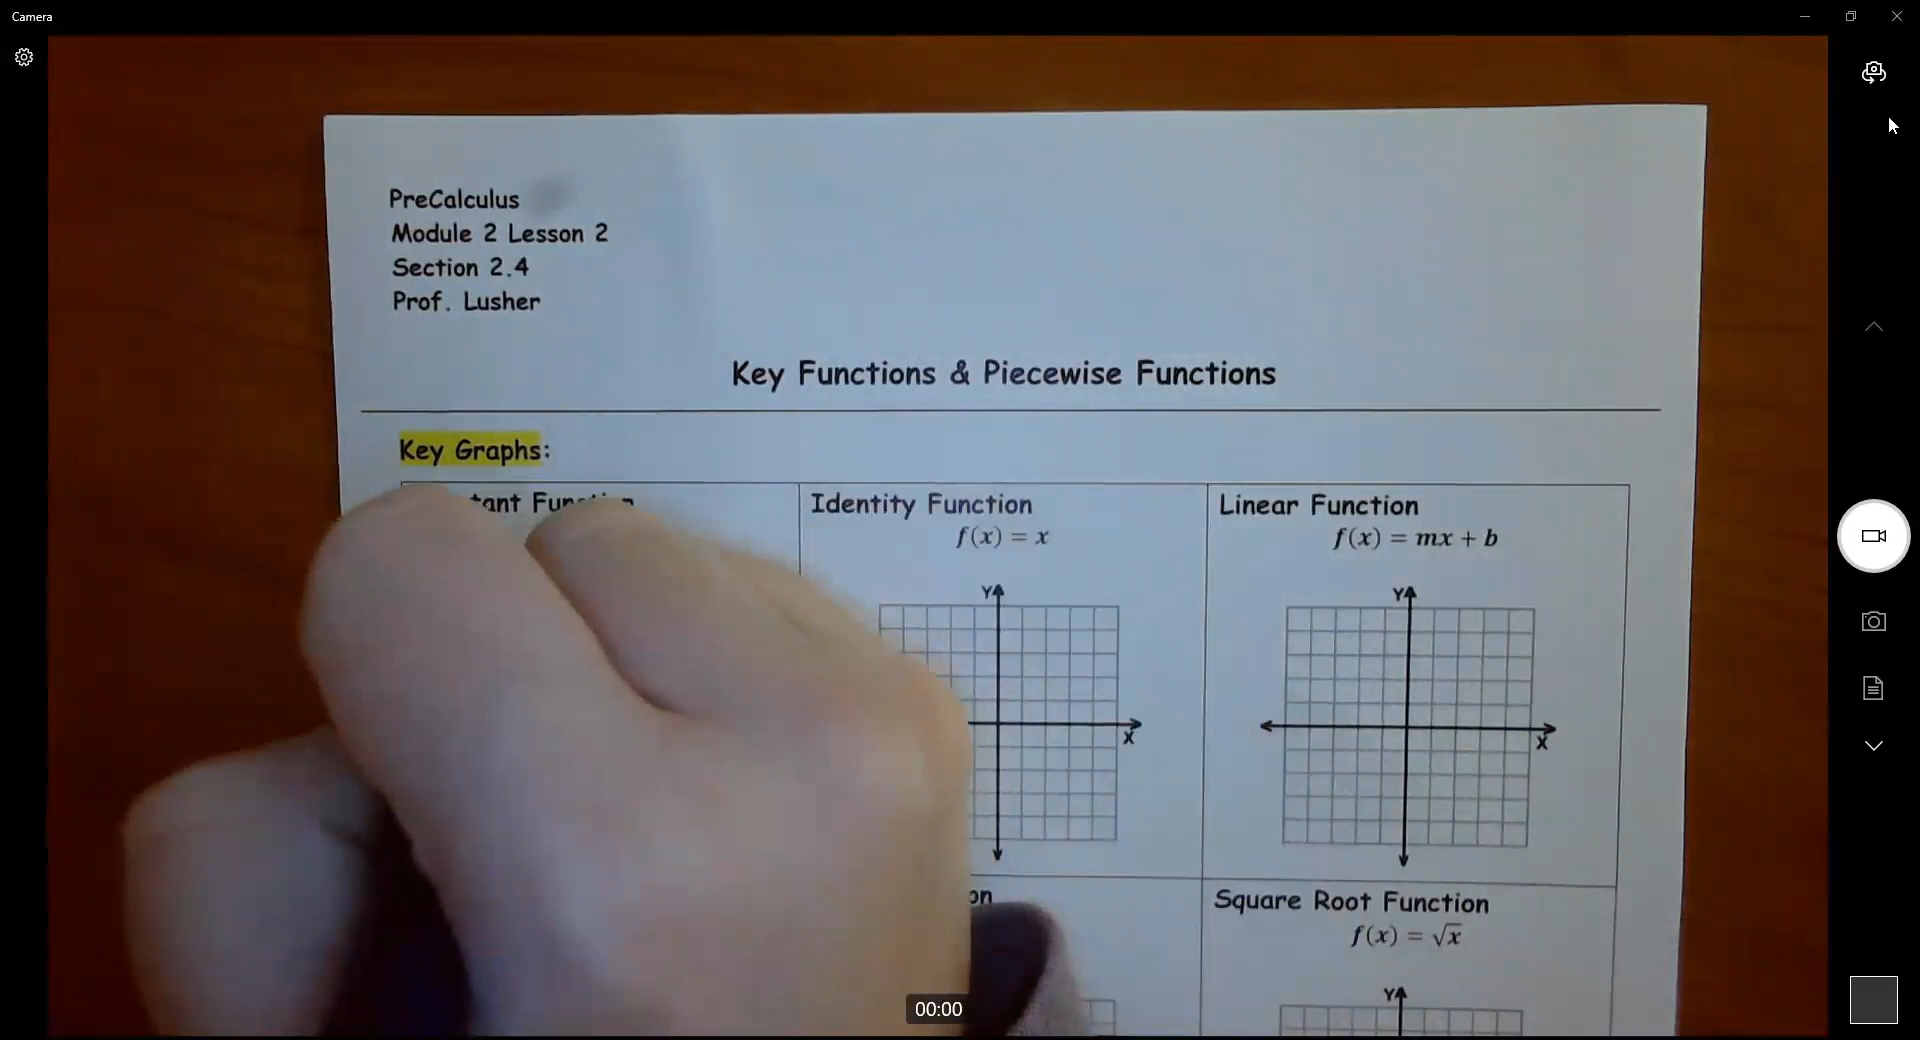 Camera
PreCalculus
Module 2 Lesson 2
Section 2.4
Prof. Lusher
Key Functions & Piecewise Functions
Key Graphs:
Identity Function
f(x) = x
Y
X
Linear Function
f(x) = mx + b
Y
X
Square Root Function
f(x) = √x
Y
00:00